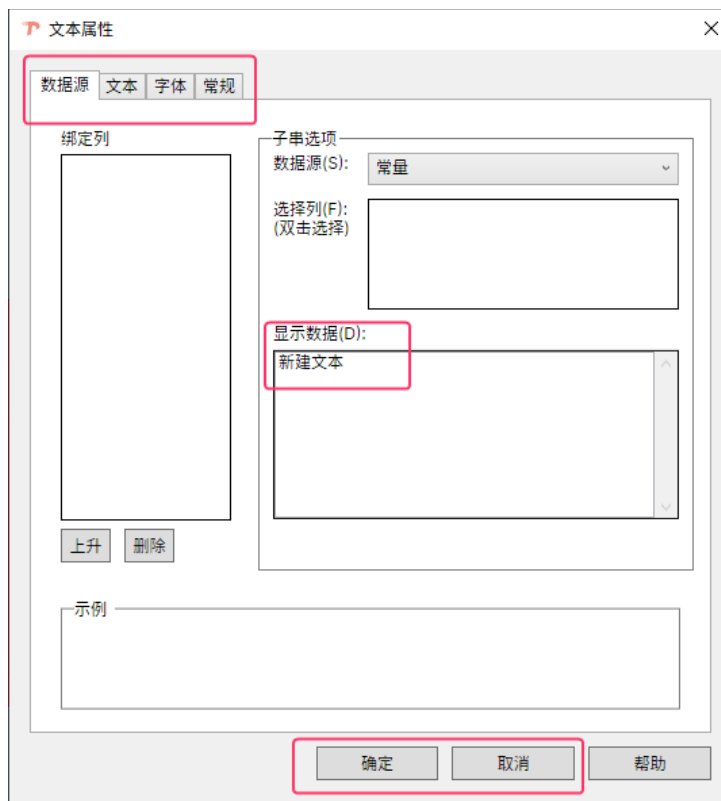 文本属性
数据源 文本 字体 常规
绑定列
子串选项
数据源(S):
常量
选择列(F):
(双击选择)
显示数据(D):
新建文本
上升 删除
示例
确定 取消 帮助